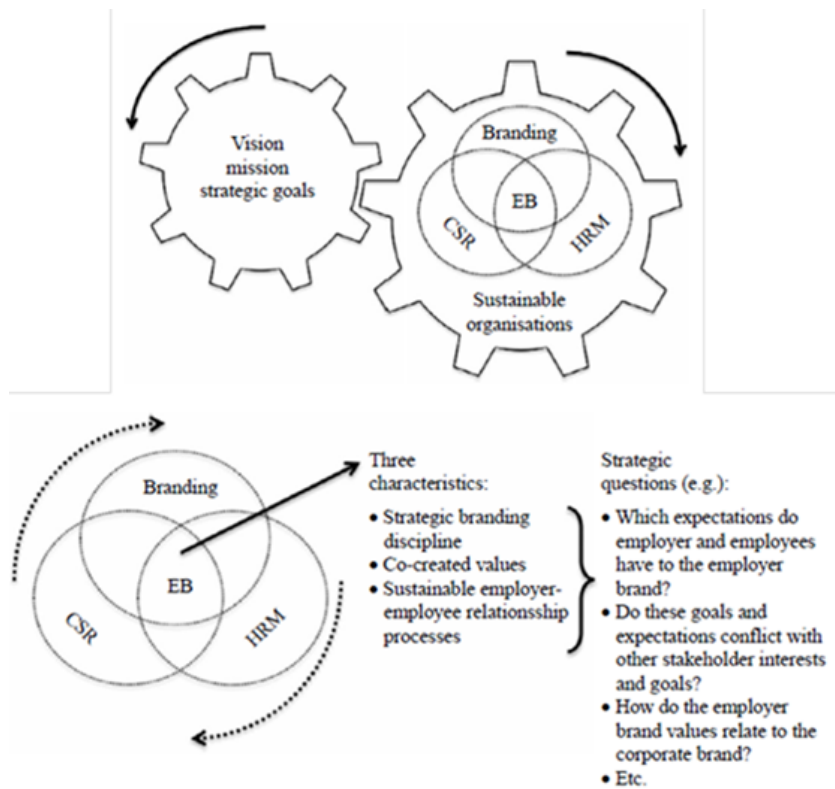 Vision
mission
strategic goals
Branding
EB
CSR
HRM
Sustainable
organisations
Branding
EB
CSR
HRM
Three
characteristics:
• Strategic branding
discipline
• Co-created values
• Sustainable employer-
employee relationsship
processes
Strategic
questions (e.g.):
• Which expectations do
employer and employees
have to the employer
brand?
• Do these goals and
expectations conflict with
other stakeholder interests
and goals?
• How do the employer
brand values relate to the
corporate brand?
• Etc.